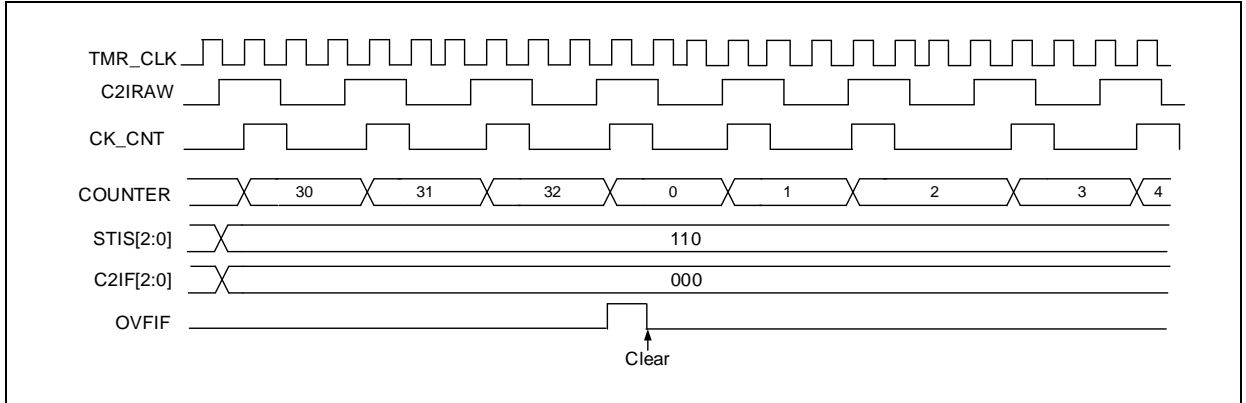 TMR_CLK
C2IRAW
CK_CNT
COUNTER 30 31 32 0 1 2 3 4
STIS[2:0] 110
C2IF[2:0] 000
OVFIF
Clear